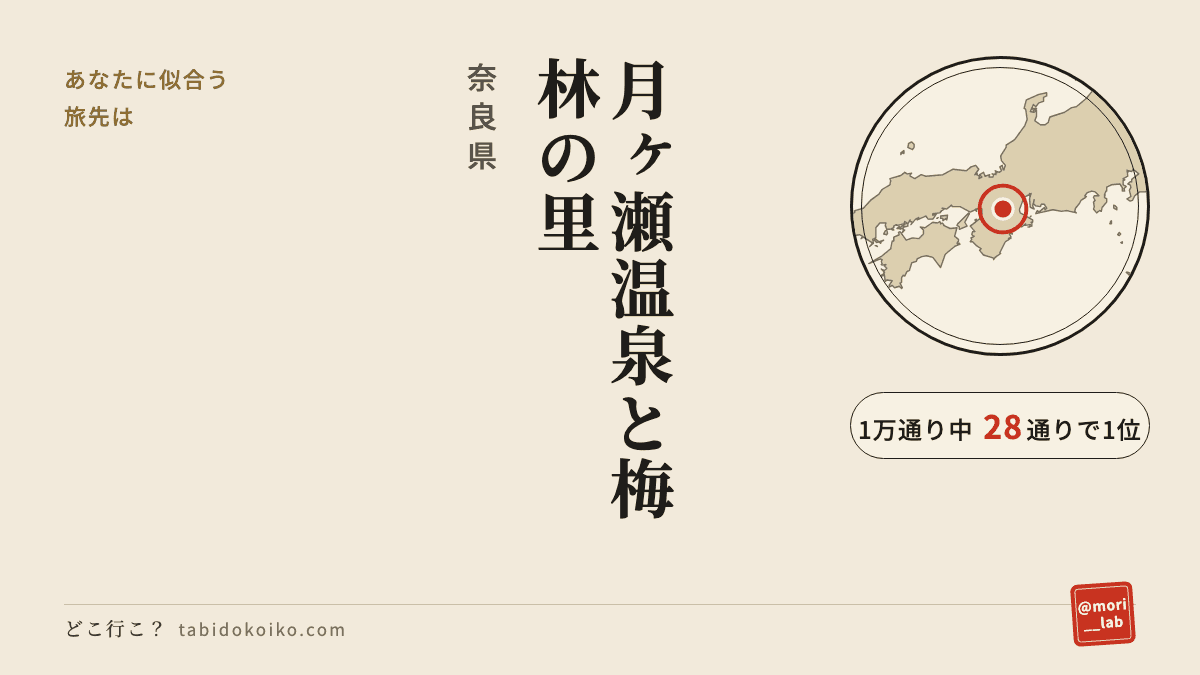 あなたに似合う
旅先は
月ヶ瀬温泉と梅
林の里
奈良県
1万通り中 28通りで1位
どこ行こ? tabidokoiko.com
@mori
__lab